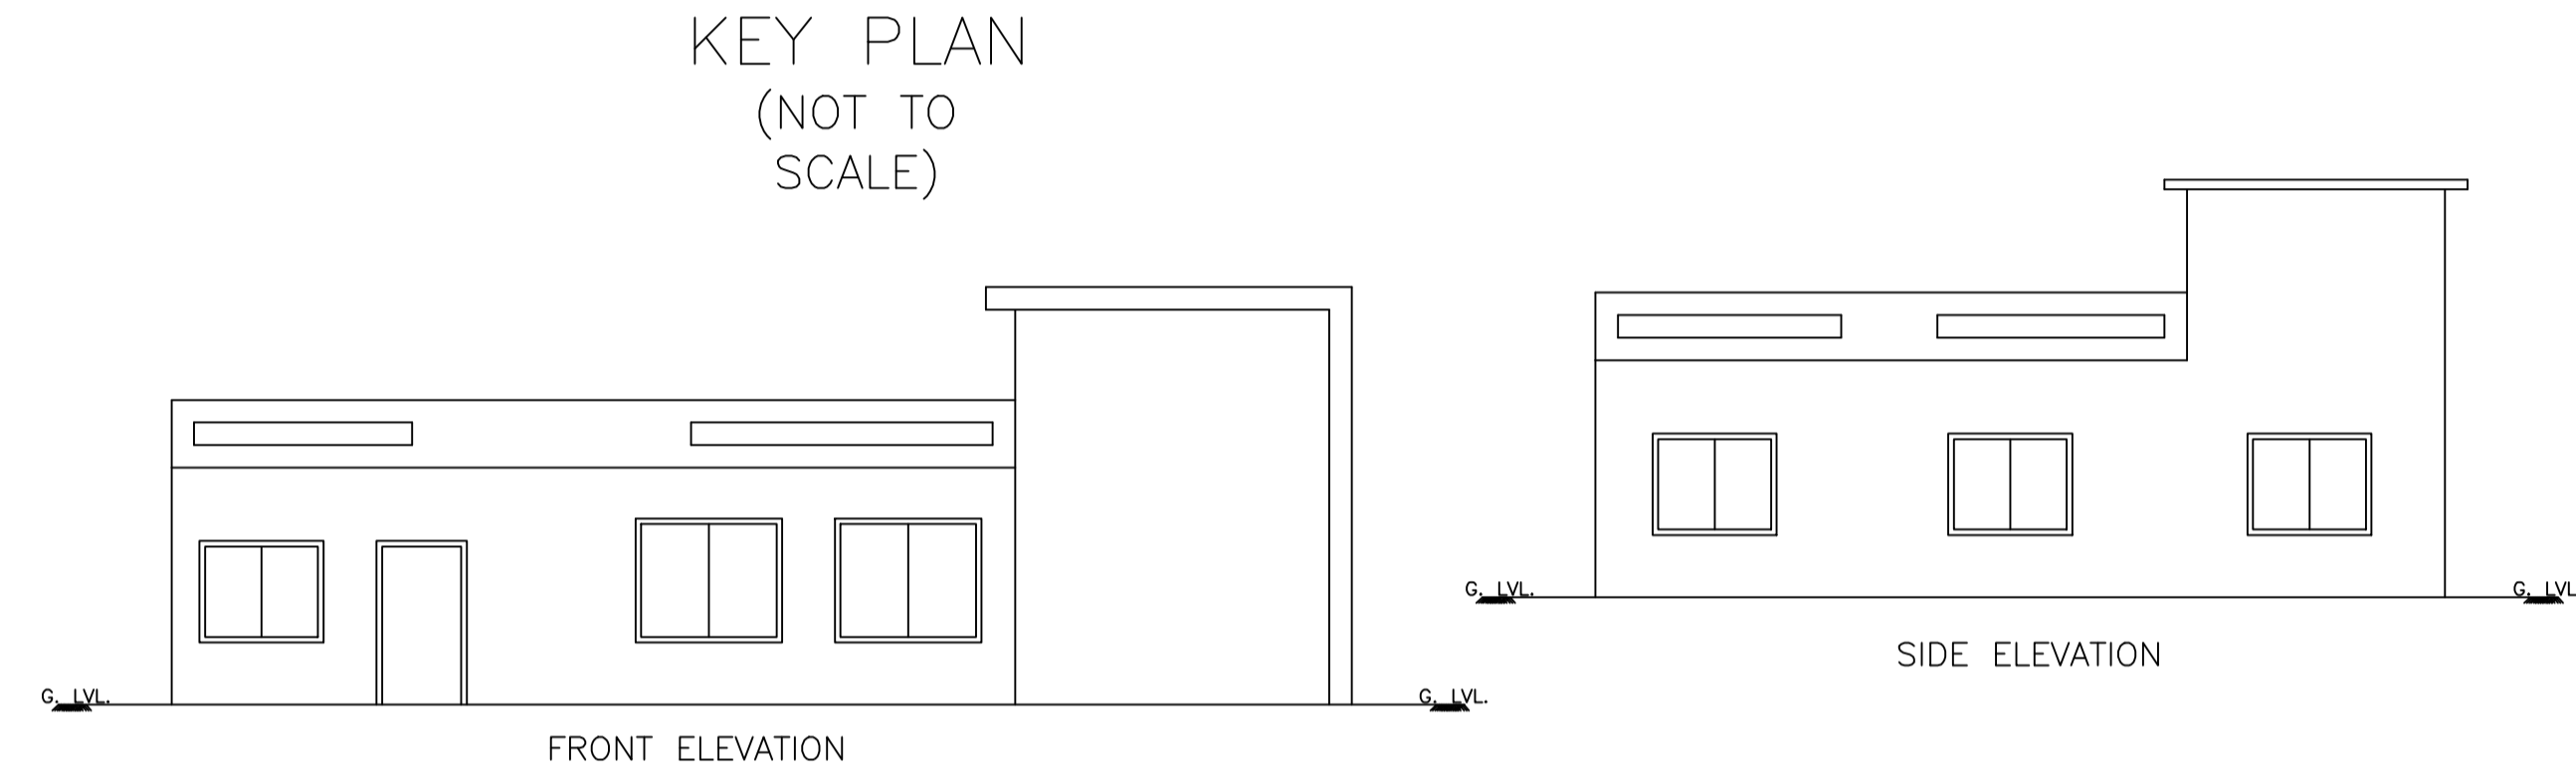 KEY PLAN
(NOT TO
SCALE)
G. LVL.
G. LVL.
FRONT ELEVATION
G. LVL.
G. LVL
SIDE ELEVATION